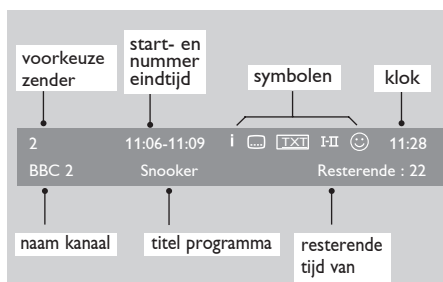 voorkeuze
zender
start- en
nummer
eindtijd
symbolen
klok
2 11:06-11:09 i TXT I-II 11:28
BBC 2 Snooker Resterende : 22
naam kanaal
titel programma
resterende
tijd van